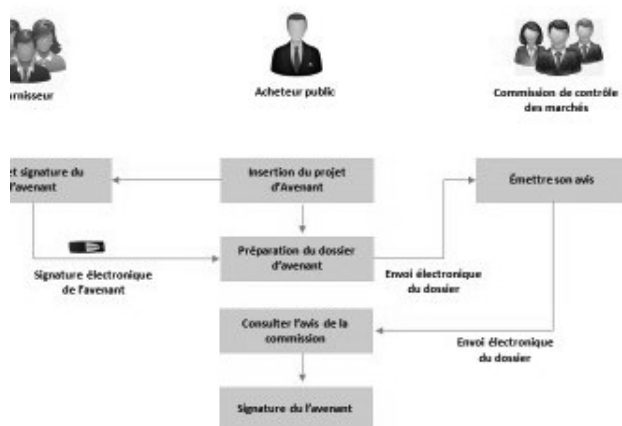 rnisseur
Acheteur public
Commission de contrôle
des marchés
et signature du
l'avenant
Insertion du projet
d'Avenant
Émettre son avis
Préparation du dossier
d'avenant
Signature électronique
de l'avenant
Envoi électronique
du dossier
Consulter l'avis de la
commission
Envoi électronique
du dossier
Signature du l'avenant